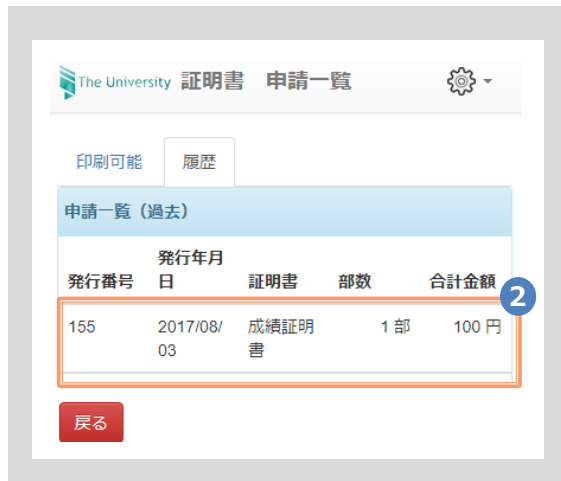 The University 証明書 申請一覧
印刷可能 履歴
申請一覧（過去）
発行番号 発行年月日 証明書 部数 合計金額
2
155 2017/08/03 成績証明書 1 部 100 円
戻る